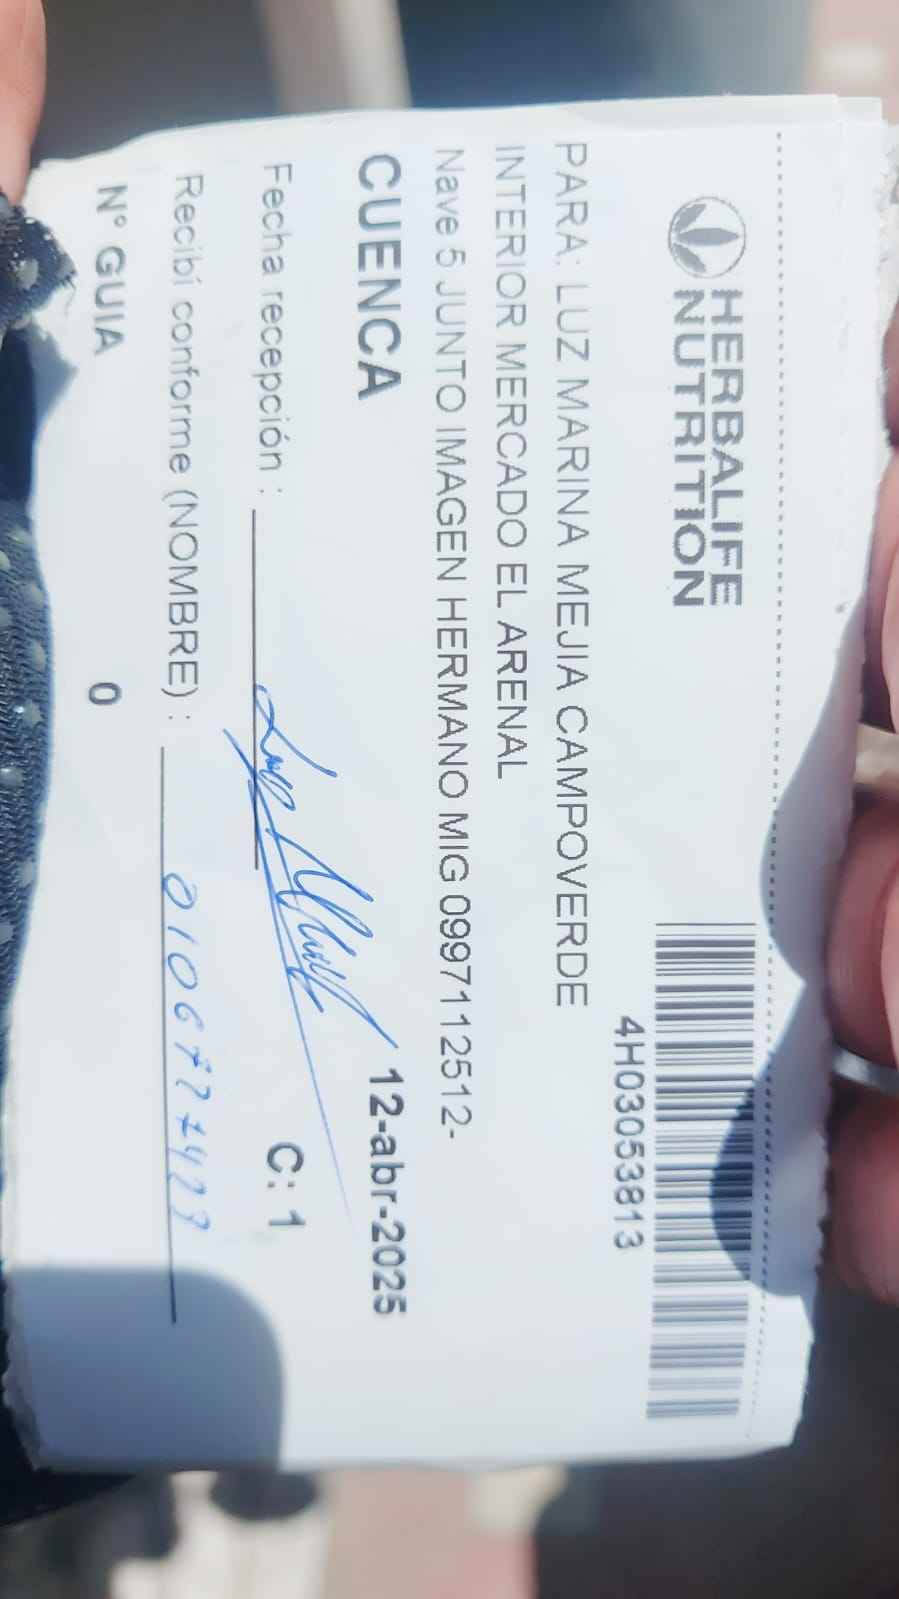 HERBALIFE
NUTRITION
4H03053813
PARA: LUZ MARINA MEJIA CAMPOVERDE
INTERIOR MERCADO EL ARENAL
Nave 5 JUNTO IMAGEN HERMANO MIG 0997112512-
CUENCA 12-abr-2025
Fecha recepción : C: 1
Recibí conforme (NOMBRE) :
N° GUIA 0